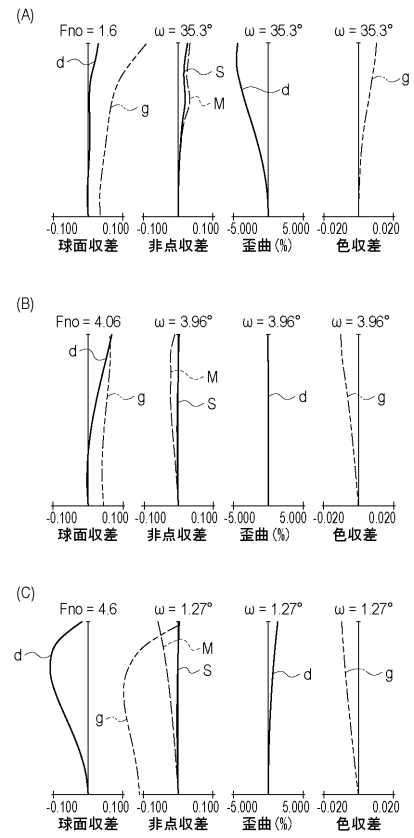 (A)
Fno = 1.6 ω = 35.3° ω = 35.3° ω = 35.3°
d g S M d g
-0.100 0.100 -0.100 0.100 -5.000 5.000 -0.020 0.020
球面収差 非点収差 歪曲(%) 色収差
(B)
Fno = 4.06 ω = 3.96° ω = 3.96° ω = 3.96°
d g M S d g
-0.100 0.100 -0.100 0.100 -5.000 5.000 -0.020 0.020
球面収差 非点収差 歪曲(%) 色収差
(C)
Fno = 4.6 ω = 1.27° ω = 1.27° ω = 1.27°
d g M S d g
-0.100 0.100 -0.100 0.100 -5.000 5.000 -0.020 0.020
球面収差 非点収差 歪曲(%) 色収差